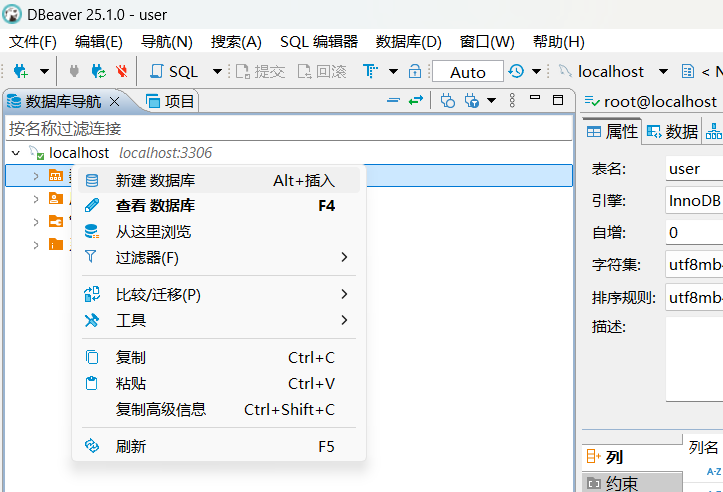 DBeaver 25.1.0 - user
文件(F) 编辑(E) 导航(N) 搜索(A) SQL 编辑器 数据库(D) 窗口(W) 帮助(H)
SQL 提交 回滚 Auto localhost < N
数据库导航 项目
按名称过滤连接
localhost localhost:3306
新建 数据库 Alt+插入
查看 数据库 F4
从这里浏览
过滤器(F)
比较/迁移(P)
工具
复制 Ctrl+C
粘贴 Ctrl+V
复制高级信息 Ctrl+Shift+C
刷新 F5
root@localhost
属性 数据
表名: user
引擎: InnoDB
自增: 0
字符集: utf8mb
排序规则: utf8mb
描述:
列 列名
A-Z
约束